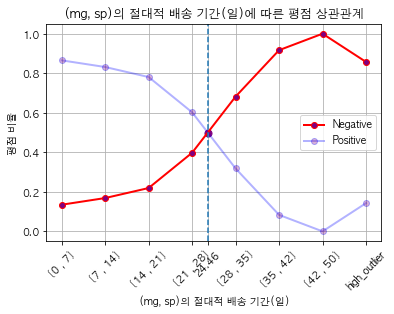 (mg, sp)의 절대적 배송 기간(일)에 따른 평점 상관관계
평점 비율
1.0
0.8
0.6
0.4
0.2
0.0
Negative
Positive
(0 , 7)
(7 , 14)
(14 , 21)
(21 , 28)
24.46
(28 , 35)
(35 , 42)
(42 , 50)
hgh_outlier
(mg, sp)의 절대적 배송 기간(일)